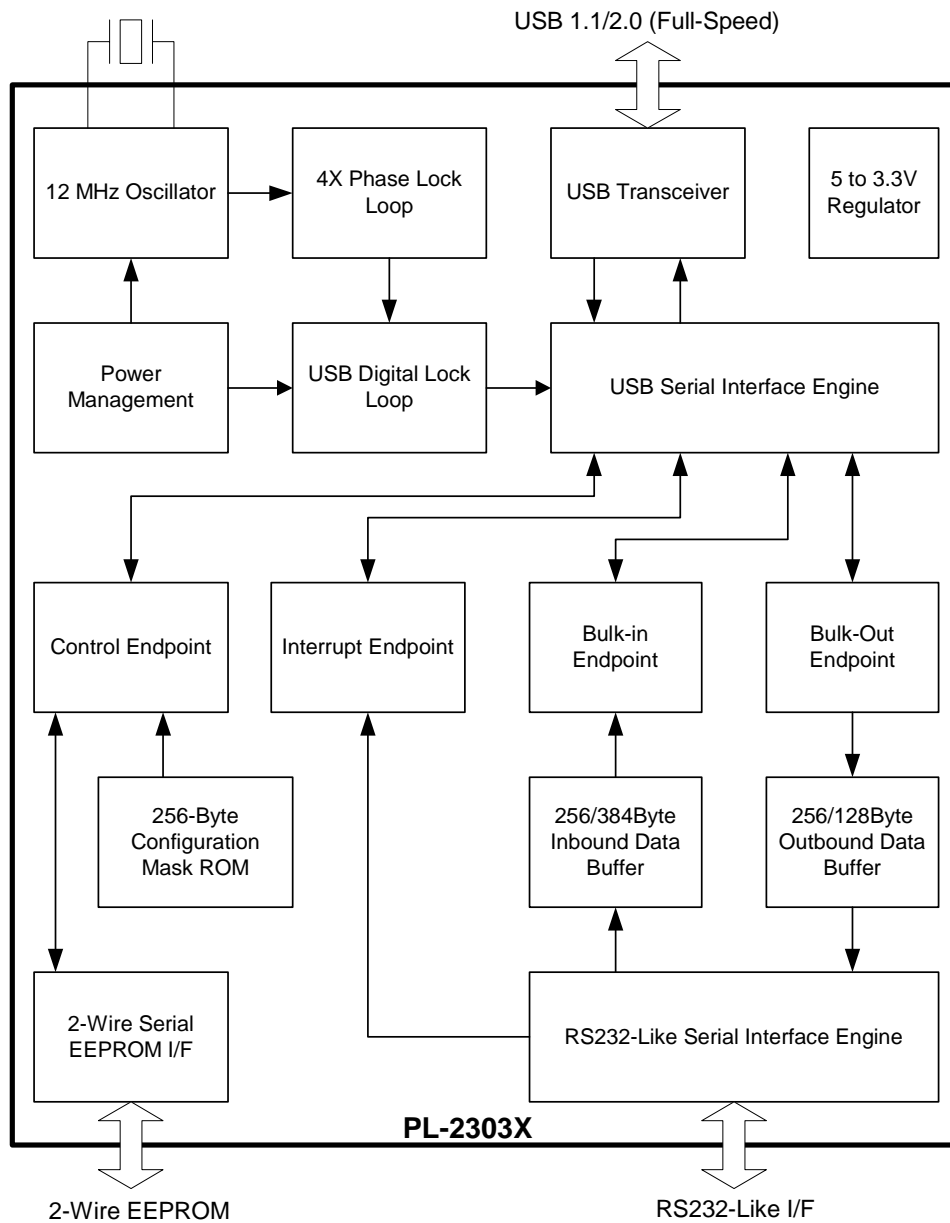 USB 1.1/2.0 (Full-Speed)
12 MHz Oscillator
4X Phase Lock
Loop
USB Transceiver
5 to 3.3V
Regulator
Power
Management
USB Digital Lock
Loop
USB Serial Interface Engine
Control Endpoint
Interrupt Endpoint
Bulk-in
Endpoint
Bulk-Out
Endpoint
256-Byte
Configuration
Mask ROM
256/384Byte
Inbound Data
Buffer
256/128Byte
Outbound Data
Buffer
2-Wire Serial
EEPROM I/F
RS232-Like Serial Interface Engine
PL-2303X
2-Wire EEPROM
RS232-Like I/F